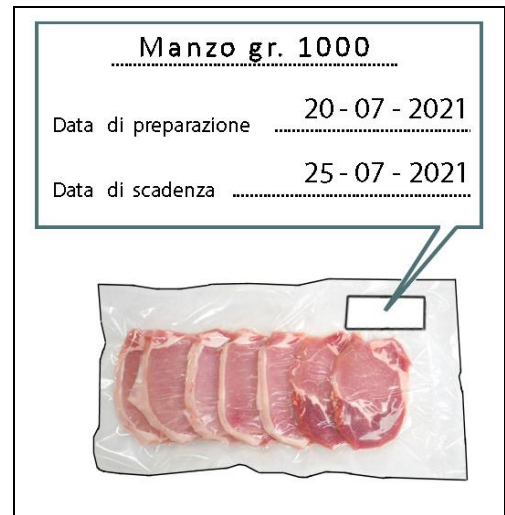 Manzo gr. 1000
Data di preparazione 20 - 07 - 2021
Data di scadenza 25 - 07 - 2021